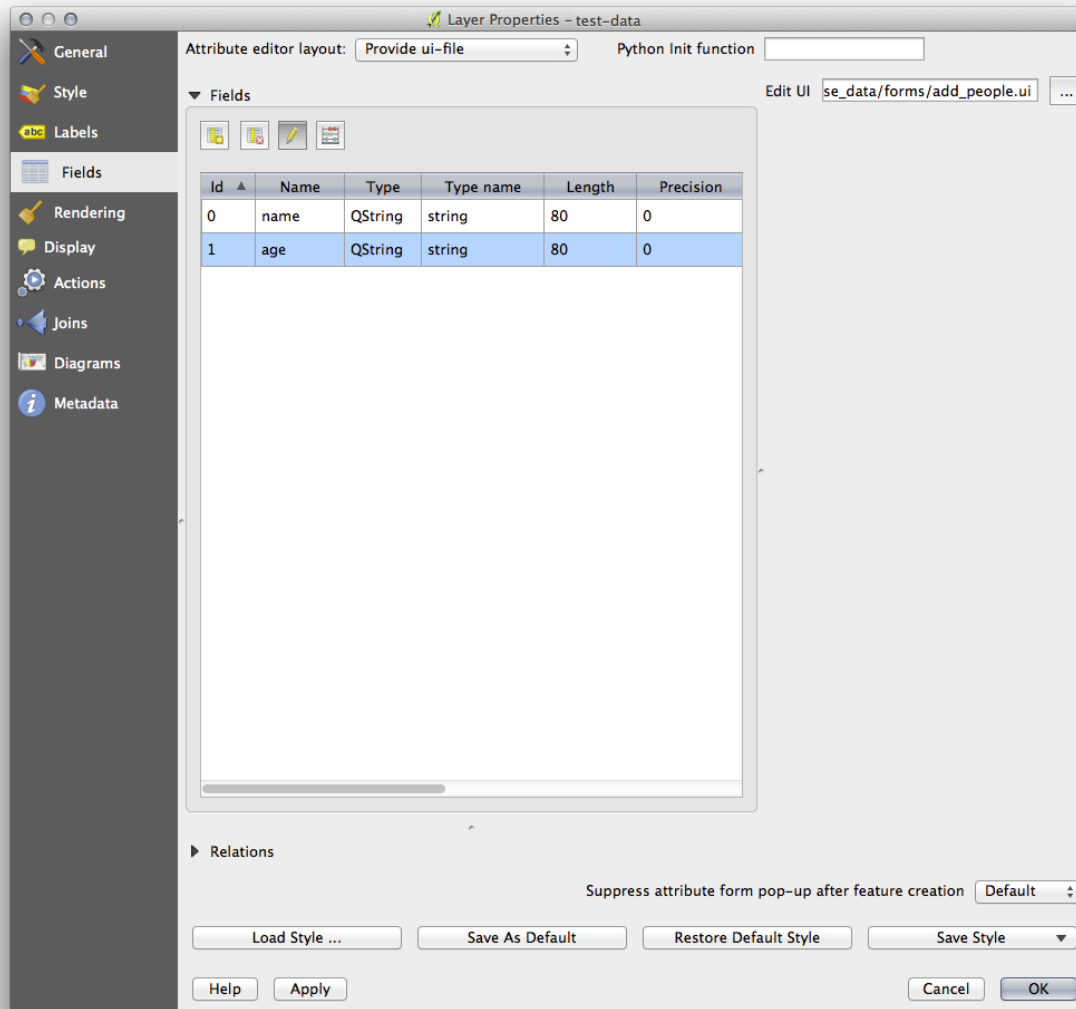 Layer Properties - test-data
General
Style
abc Labels
Fields
Rendering
Display
Actions
Joins
Diagrams
i Metadata
Attribute editor layout: Provide ui-file Python Init function
Fields
Edit UI se_data/forms/add_people.ui ...
Id Name Type Type name Length Precision
0 name QString string 80 0
1 age QString string 80 0
Relations
Suppress attribute form pop-up after feature creation Default
Load Style ... Save As Default Restore Default Style Save Style
Help Apply Cancel OK